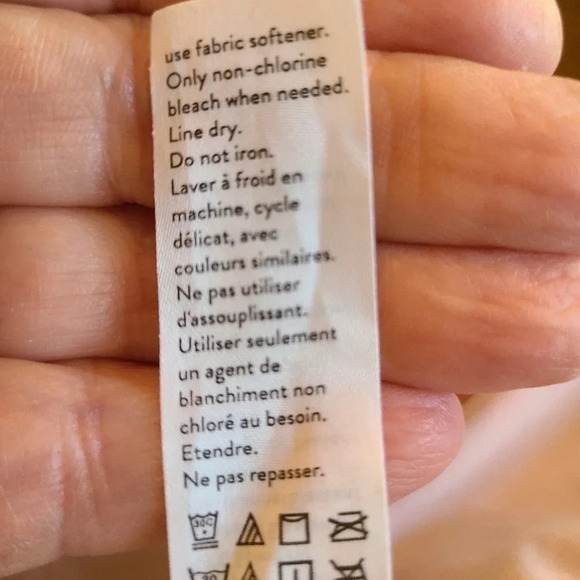 use fabric softener.
Only non-chlorine
bleach when needed.
Line dry.
Do not iron.
Laver à froid en
machine, cycle
délicat, avec
couleurs similaires.
Ne pas utiliser
d'assouplissant.
Utiliser seulement
un agent de
blanchiment non
chloré au besoin.
Etendre.
Ne pas repasser.
30C
30